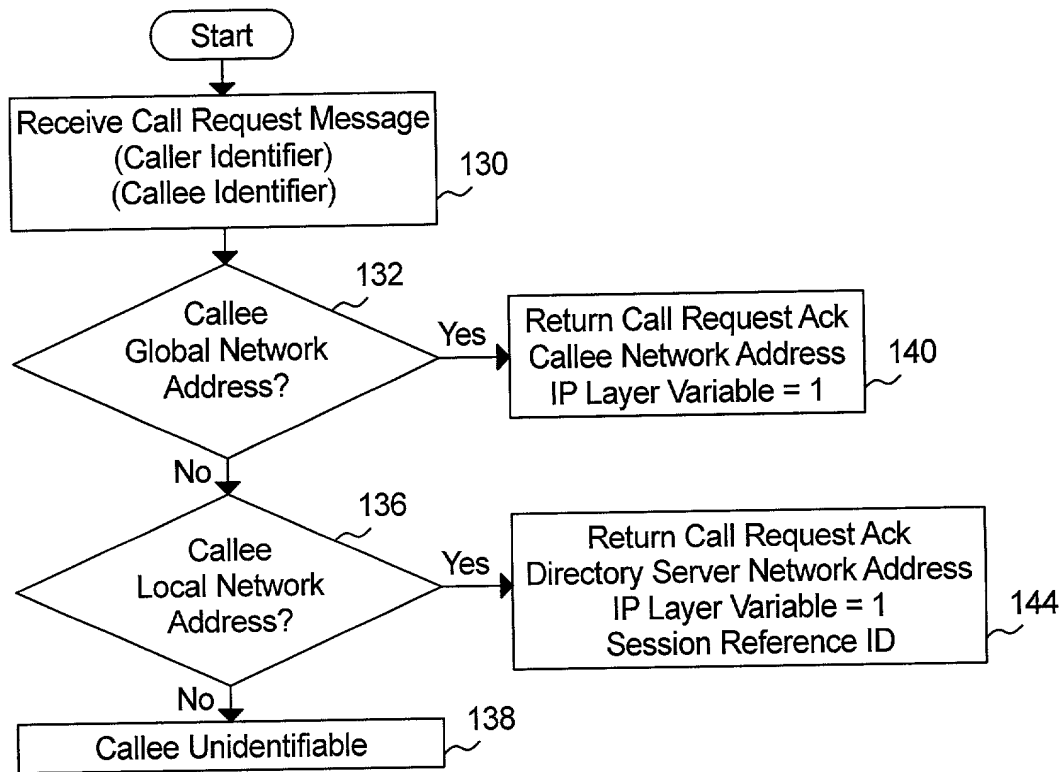 Start
Receive Call Request Message
(Caller Identifier)
(Callee Identifier)
130
132
Callee
Global Network
Address?
Yes
Return Call Request Ack
Callee Network Address
IP Layer Variable = 1
140
No
136
Callee
Local Network
Address?
Yes
Return Call Request Ack
Directory Server Network Address
IP Layer Variable = 1
Session Reference ID
144
No
Callee Unidentifiable
138